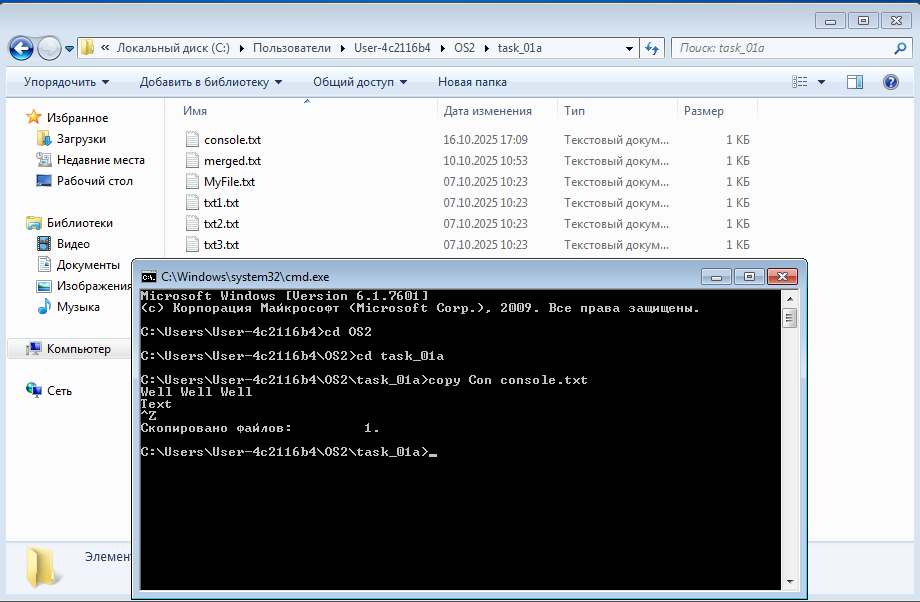 « Локальный диск (C:) Пользователи User-4c2116b4 OS2 task_01a Поиск: task_01a
Упорядочить Добавить в библиотеку Общий доступ Новая папка
Избранное
Загрузки
Недавние места
Рабочий стол
Библиотеки
Видео
Документы
Изображения
Музыка
Компьютер
Сеть
Имя Дата изменения Тип Размер
console.txt 16.10.2025 17:09 Текстовый докум... 1 КБ
merged.txt 10.10.2025 10:53 Текстовый докум... 1 КБ
MyFile.txt 07.10.2025 10:23 Текстовый докум... 1 КБ
txt1.txt 07.10.2025 10:23 Текстовый докум... 1 КБ
txt2.txt 07.10.2025 10:23 Текстовый докум... 1 КБ
txt3.txt 07.10.2025 10:23 Текстовый докум... 1 КБ
Элемен
C:\Windows\system32\cmd.exe
Microsoft Windows [Version 6.1.7601]
(c) Корпорация Майкрософт (Microsoft Corp.), 2009. Все права защищены.
C:\Users\User-4c2116b4>cd OS2
C:\Users\User-4c2116b4\OS2>cd task_01a
C:\Users\User-4c2116b4\OS2\task_01a>copy Con console.txt
Well Well Well
Text
^Z
Скопировано файлов: 1.
C:\Users\User-4c2116b4\OS2\task_01a>_